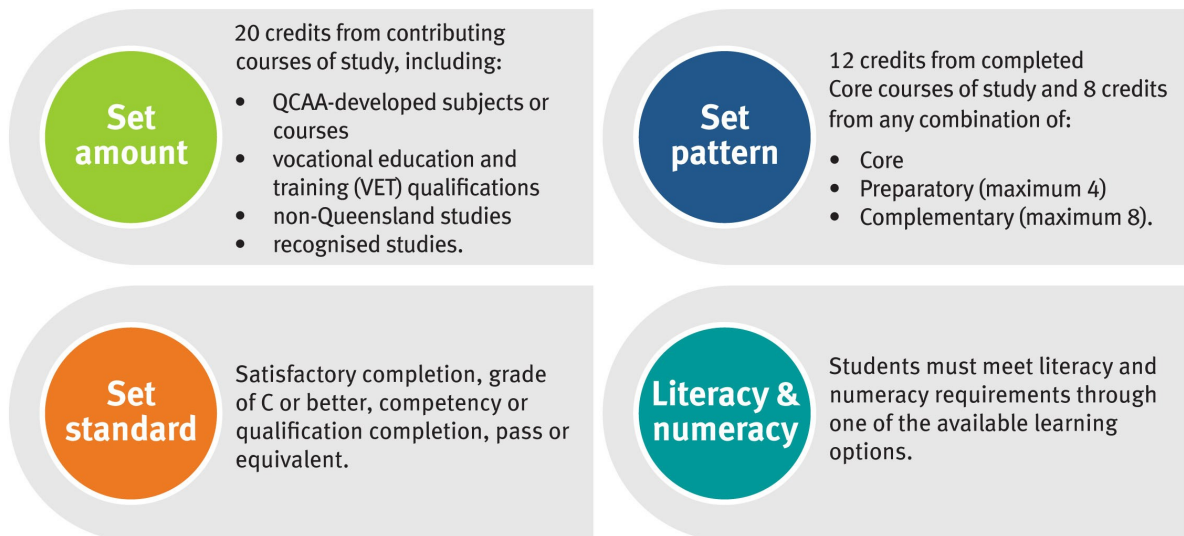 Set
amount
20 credits from contributing
courses of study, including:
• QCAA-developed subjects or
courses
• vocational education and
training (VET) qualifications
• non-Queensland studies
• recognised studies.
Set
pattern
12 credits from completed
Core courses of study and 8 credits
from any combination of:
• Core
• Preparatory (maximum 4)
• Complementary (maximum 8).
Set
standard
Satisfactory completion, grade
of C or better, competency or
qualification completion, pass or
equivalent.
Literacy &
numeracy
Students must meet literacy and
numeracy requirements through
one of the available learning
options.